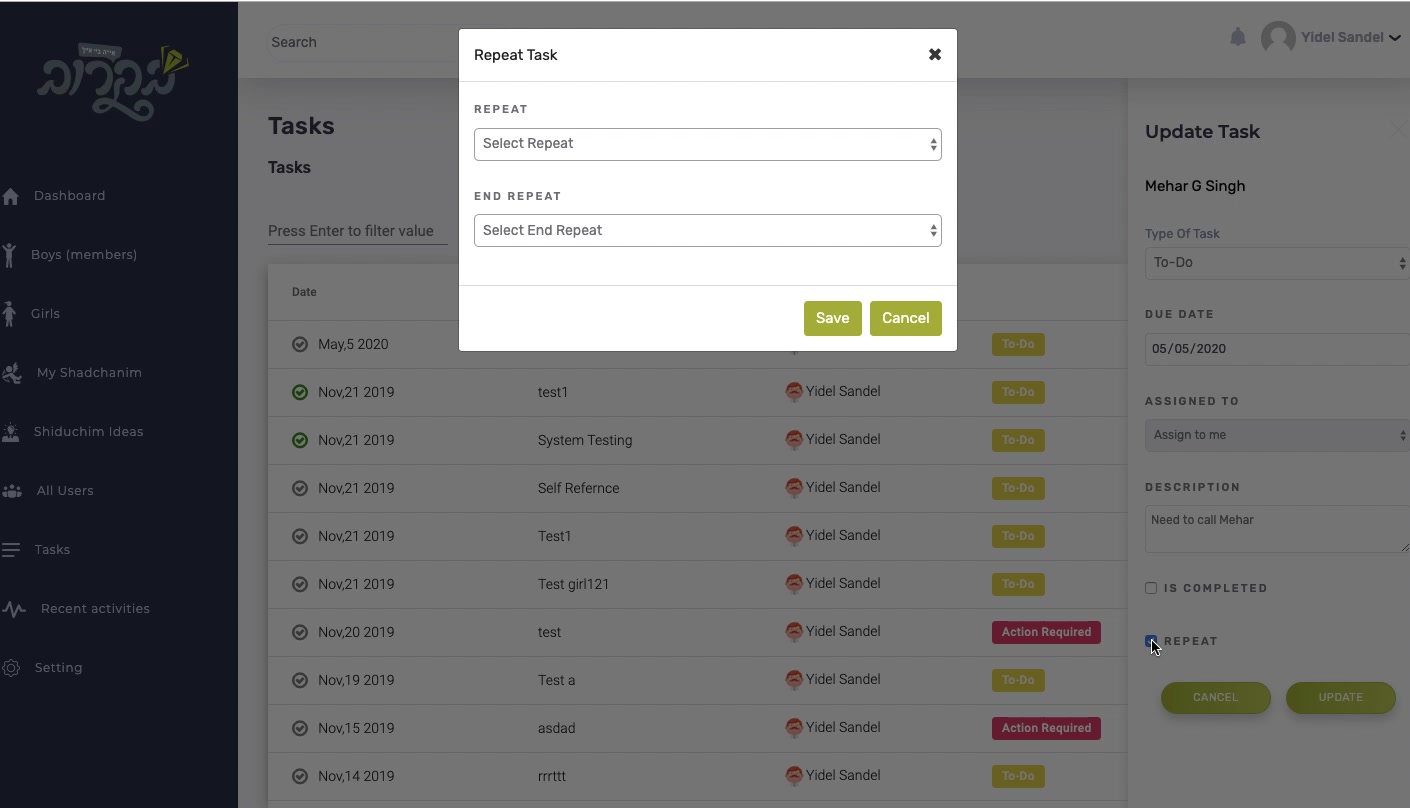 אייה ביי אייך
מקרוב
Search
Yidel Sandel
Dashboard
Boys (members)
Girls
My Shadchanim
Shiduchim Ideas
All Users
Tasks
Recent activities
Setting
Tasks
Tasks
Press Enter to filter value
Date
May,5 2020 To-Do
Nov,21 2019 test1 Yidel Sandel To-Do
Nov,21 2019 System Testing Yidel Sandel To-Do
Nov,21 2019 Self Refernce Yidel Sandel To-Do
Nov,21 2019 Test1 Yidel Sandel To-Do
Nov,21 2019 Test girl121 Yidel Sandel To-Do
Nov,20 2019 test Yidel Sandel Action Required
Nov,19 2019 Test a Yidel Sandel To-Do
Nov,15 2019 asdad Yidel Sandel Action Required
Nov,14 2019 rrrttt Yidel Sandel To-Do
Repeat Task
REPEAT
Select Repeat
END REPEAT
Select End Repeat
Save Cancel
Update Task
Mehar G Singh
Type Of Task
To-Do
DUE DATE
05/05/2020
ASSIGNED TO
Assign to me
DESCRIPTION
Need to call Mehar
IS COMPLETED
REPEAT
CANCEL UPDATE